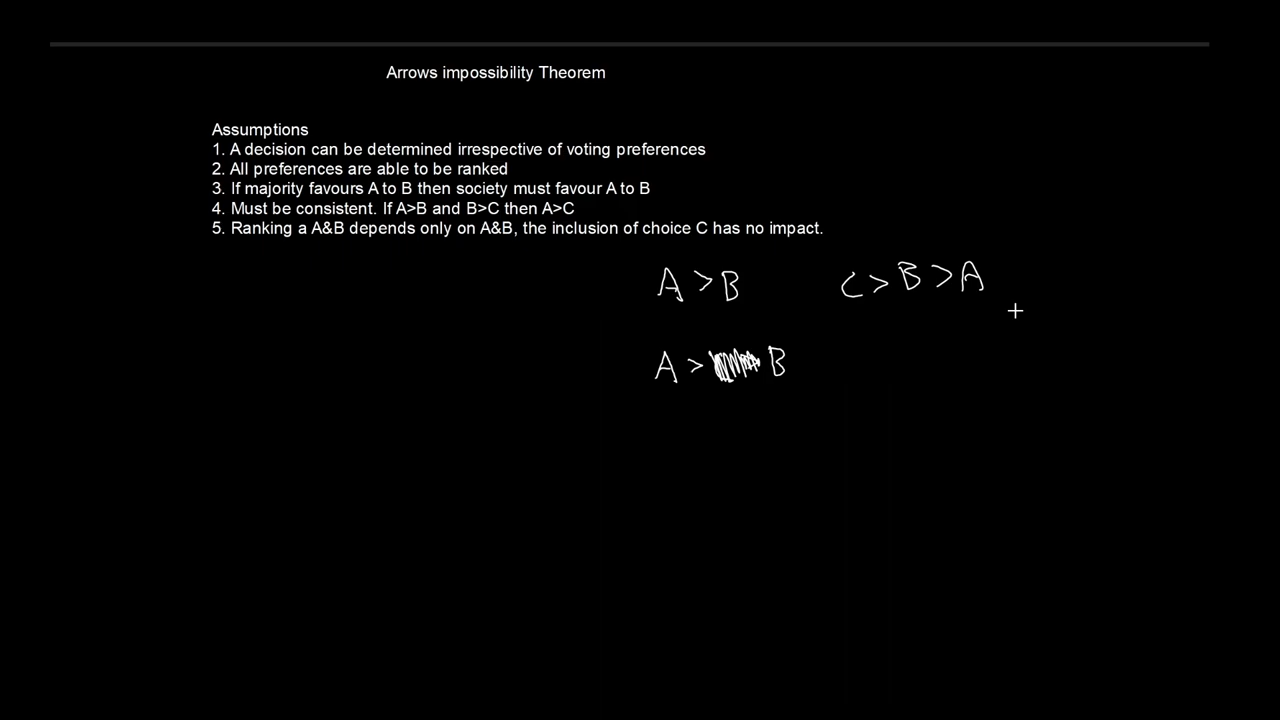 Arrows impossibility Theorem
Assumptions
1. A decision can be determined irrespective of voting preferences
2. All preferences are able to be ranked
3. If majority favours A to B then society must favour A to B
4. Must be consistent. If A>B and B>C then A>C
5. Ranking a A&B depends only on A&B, the inclusion of choice C has no impact.
A > B C > B > A
A > B